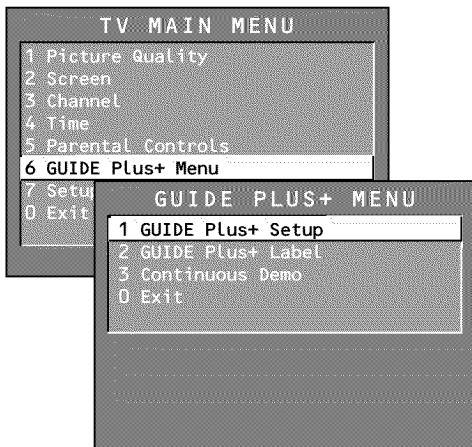 TV MAIN MENU
1 Picture Quality
2 Screen
3 Channel
4 Time
5 Parental Controls
6 GUIDE Plus+ Menu
7 Setup
0 Exit
GUIDE PLUS+ MENU
1 GUIDE Plus+ Setup
2 GUIDE Plus+ Label
3 Continuous Demo
0 Exit